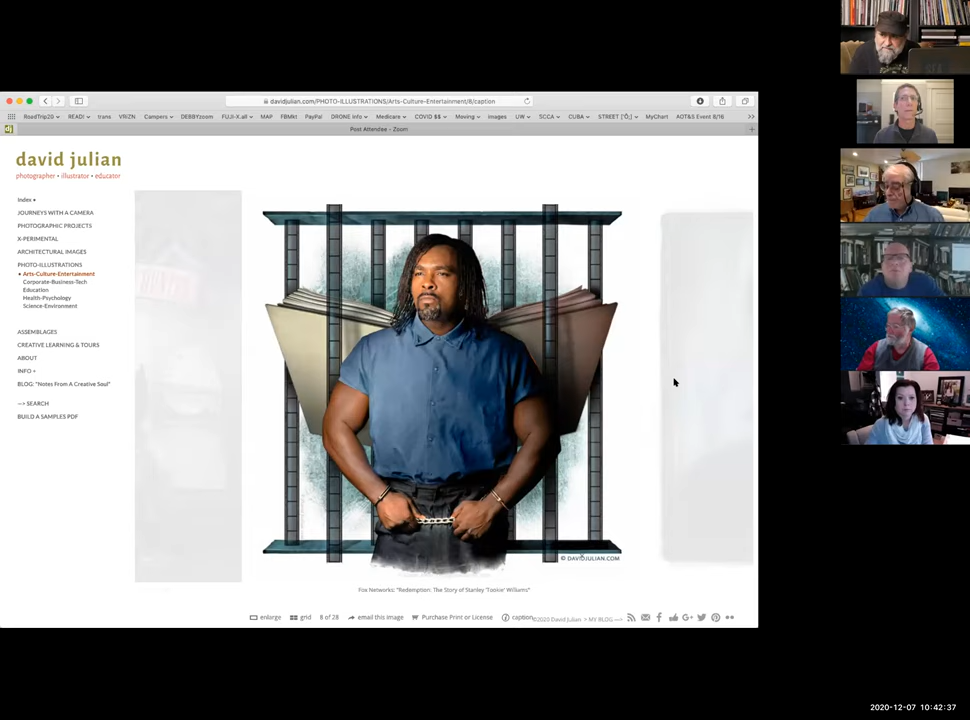 davidjulian.com/PHOTO-ILLUSTRATIONS/Arts-Culture-Entertainment/8/caption
RoadTrip20 READI trans VRIZN Campers DEBBYzoom FUJI-X.all MAP FBMkt PayPal DRONE info Medicare COVID $$ Moving Images UW SCCA CUBA STREET MyChart AOT&S Event 8/16 >>
dj Post Attendee - Zoom +
david julian
photographer • illustrator • educator
Index •
JOURNEYS WITH A CAMERA
PHOTOGRAPHIC PROJECTS
X-PERIMENTAL
ARCHITECTURAL IMAGES
PHOTO-ILLUSTRATIONS
• Arts-Culture-Entertainment
Corporate-Business-Tech
Education
Health-Psychology
Science-Environment
ASSEMBLAGES
CREATIVE LEARNING & TOURS
ABOUT
INFO +
BLOG: "Notes From A Creative Soul"
---> SEARCH
BUILD A SAMPLES PDF
© DAVIDJULIAN.COM
Fox Networks: "Redemption: The Story of Stanley 'Tookie' Williams"
enlarge grid 8 of 28 email this image Purchase Print or License caption ©2020 David Julian > MY BLOG --->
2020-12-07 10:42:37